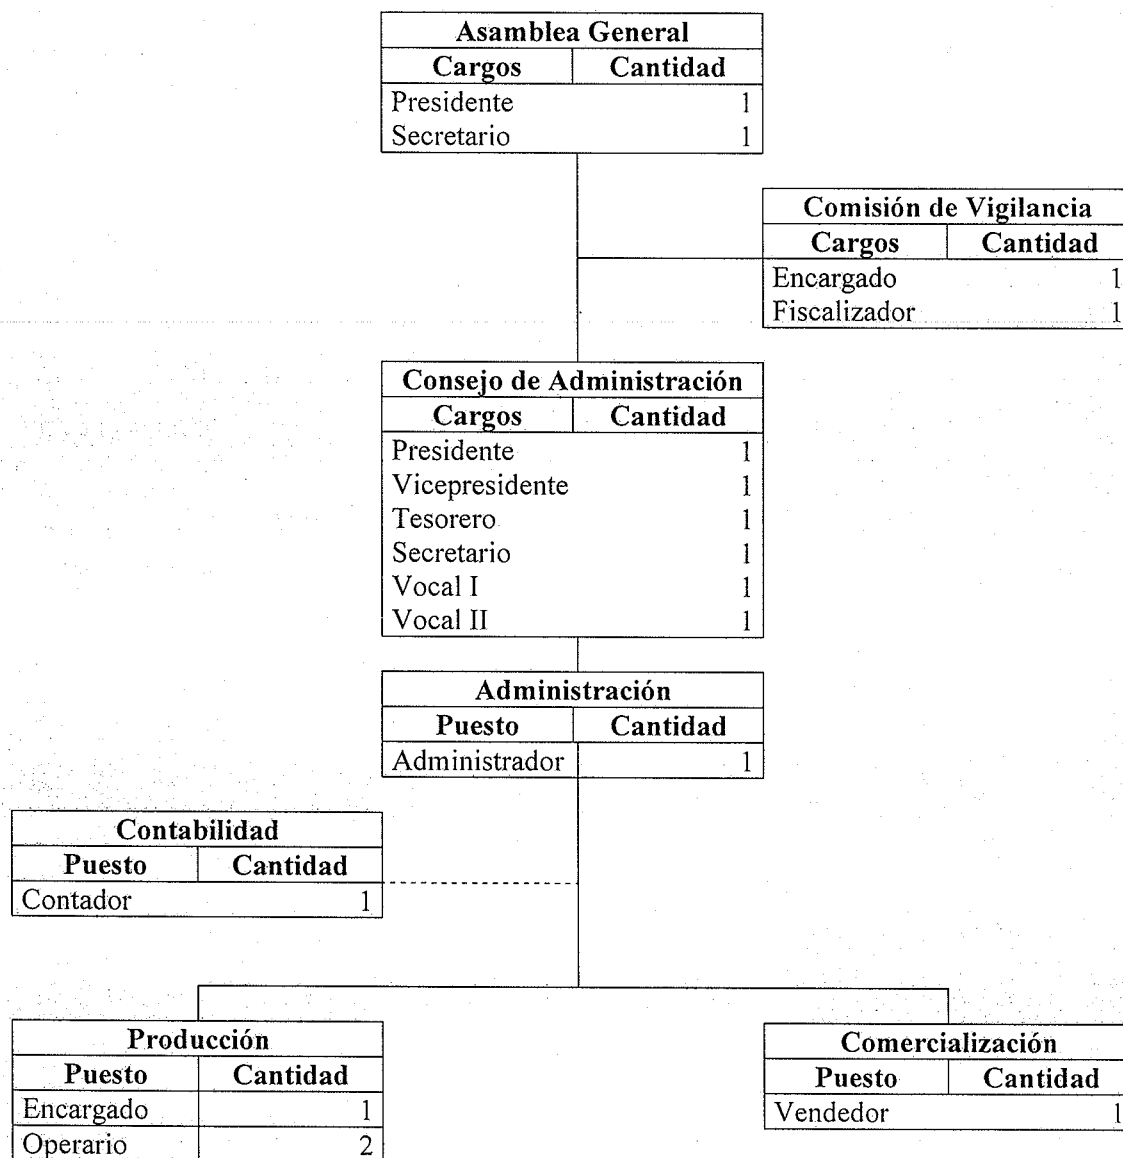 Asamblea General
Cargos Cantidad
Presidente 1
Secretario 1
Comisión de Vigilancia
Cargos Cantidad
Encargado 1
Fiscalizador 1
Consejo de Administración
Cargos Cantidad
Presidente 1
Vicepresidente 1
Tesorero 1
Secretario 1
Vocal I 1
Vocal II 1
Administración
Puesto Cantidad
Administrador 1
Contabilidad
Puesto Cantidad
Contador 1
Producción
Puesto Cantidad
Encargado 1
Operario 2
Comercialización
Puesto Cantidad
Vendedor 1